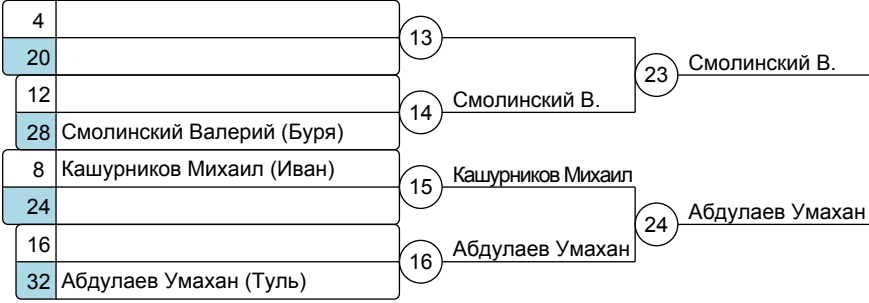 4
13
20
23 Смолинский В.
12
14 Смолинский В.
28 Смолинский Валерий (Буря)
8 Кашурников Михаил (Иван)
15 Кашурников Михаил
24
24 Абдулаев Умахан
16
16 Абдулаев Умахан
32 Абдулаев Умахан (Туль)